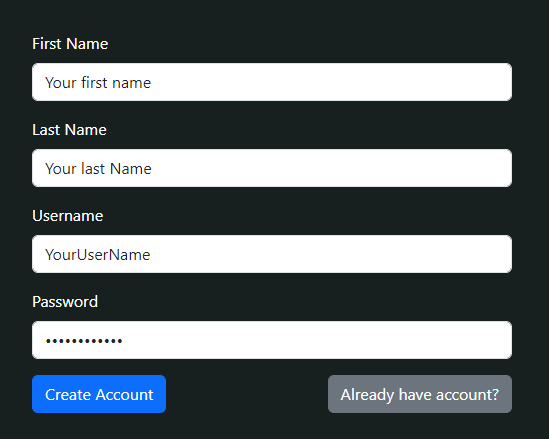 First Name
Your first name
Last Name
Your last Name
Username
YourUserName
Password
••••••••••••
Create Account
Already have account?